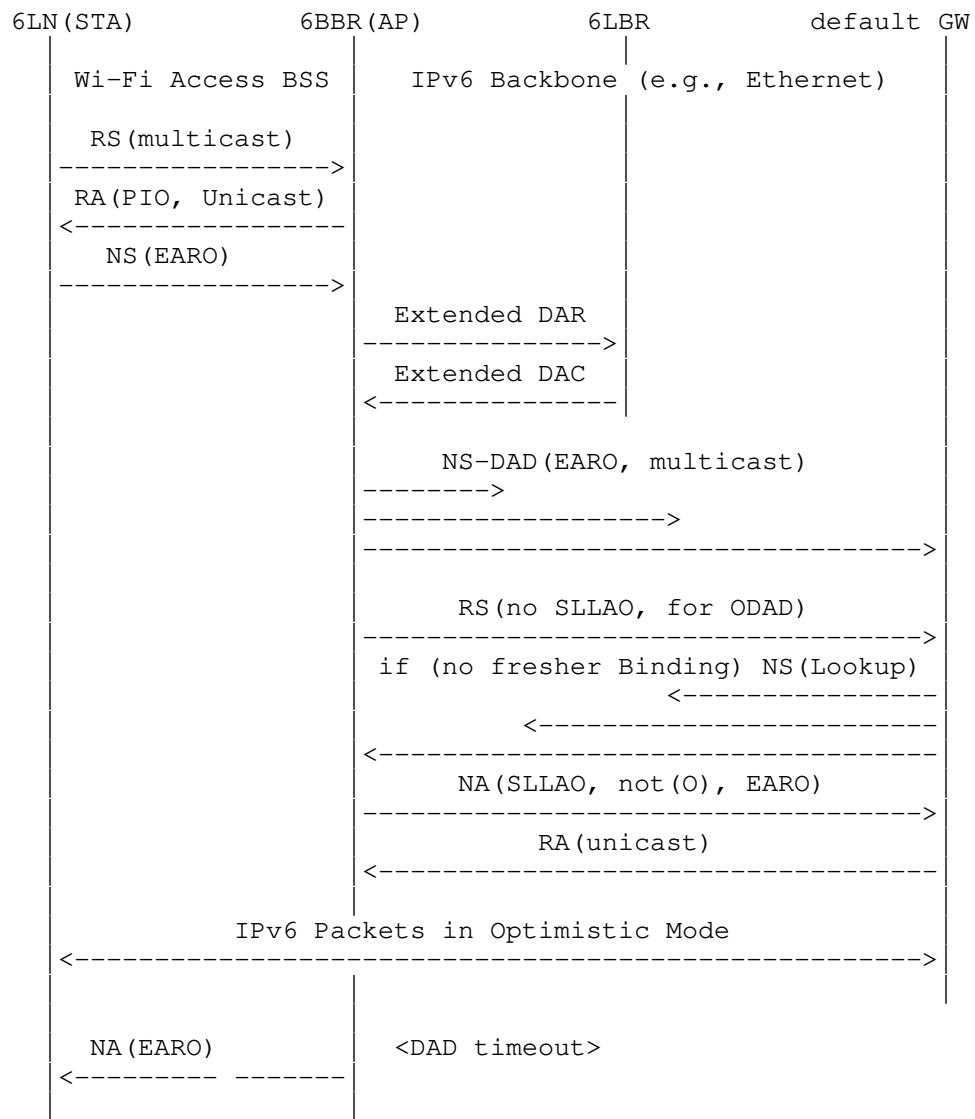 6LN(STA) 6BBR(AP) 6LBR default GW
Wi-Fi Access BSS IPv6 Backbone (e.g., Ethernet)
RS(multicast)
RA(PIO, Unicast)
NS(EARO)
Extended DAR
Extended DAC
NS-DAD(EARO, multicast)
RS(no SLLAO, for ODAD)
if (no fresher Binding) NS(Lookup)
NA(SLLAO, not(O), EARO)
RA(unicast)
IPv6 Packets in Optimistic Mode
NA(EARO) <DAD timeout>